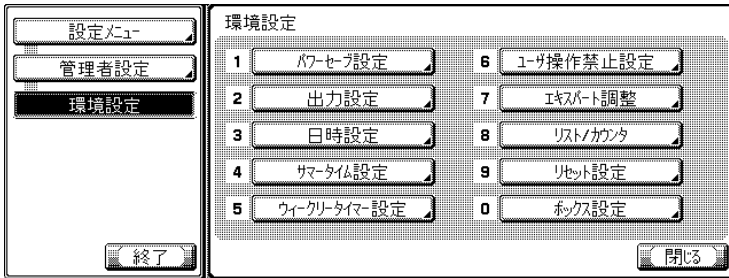 設定ﾒﾆｭｰ
管理者設定
環境設定
終了
環境設定
1 ﾊﾟﾜｰｾｰﾌﾞ設定
2 出力設定
3 日時設定
4 ｻﾏｰﾀｲﾑ設定
5 ｳｨｰｸﾘｰﾀｲﾏｰ設定
6 ﾕｰｻﾞ操作禁止設定
7 ｴｷｽﾊﾟｰﾄ調整
8 ﾘｽﾄ/ｶｳﾝﾀ
9 ﾘｾｯﾄ設定
0 ﾎﾞｯｸｽ設定
閉じる